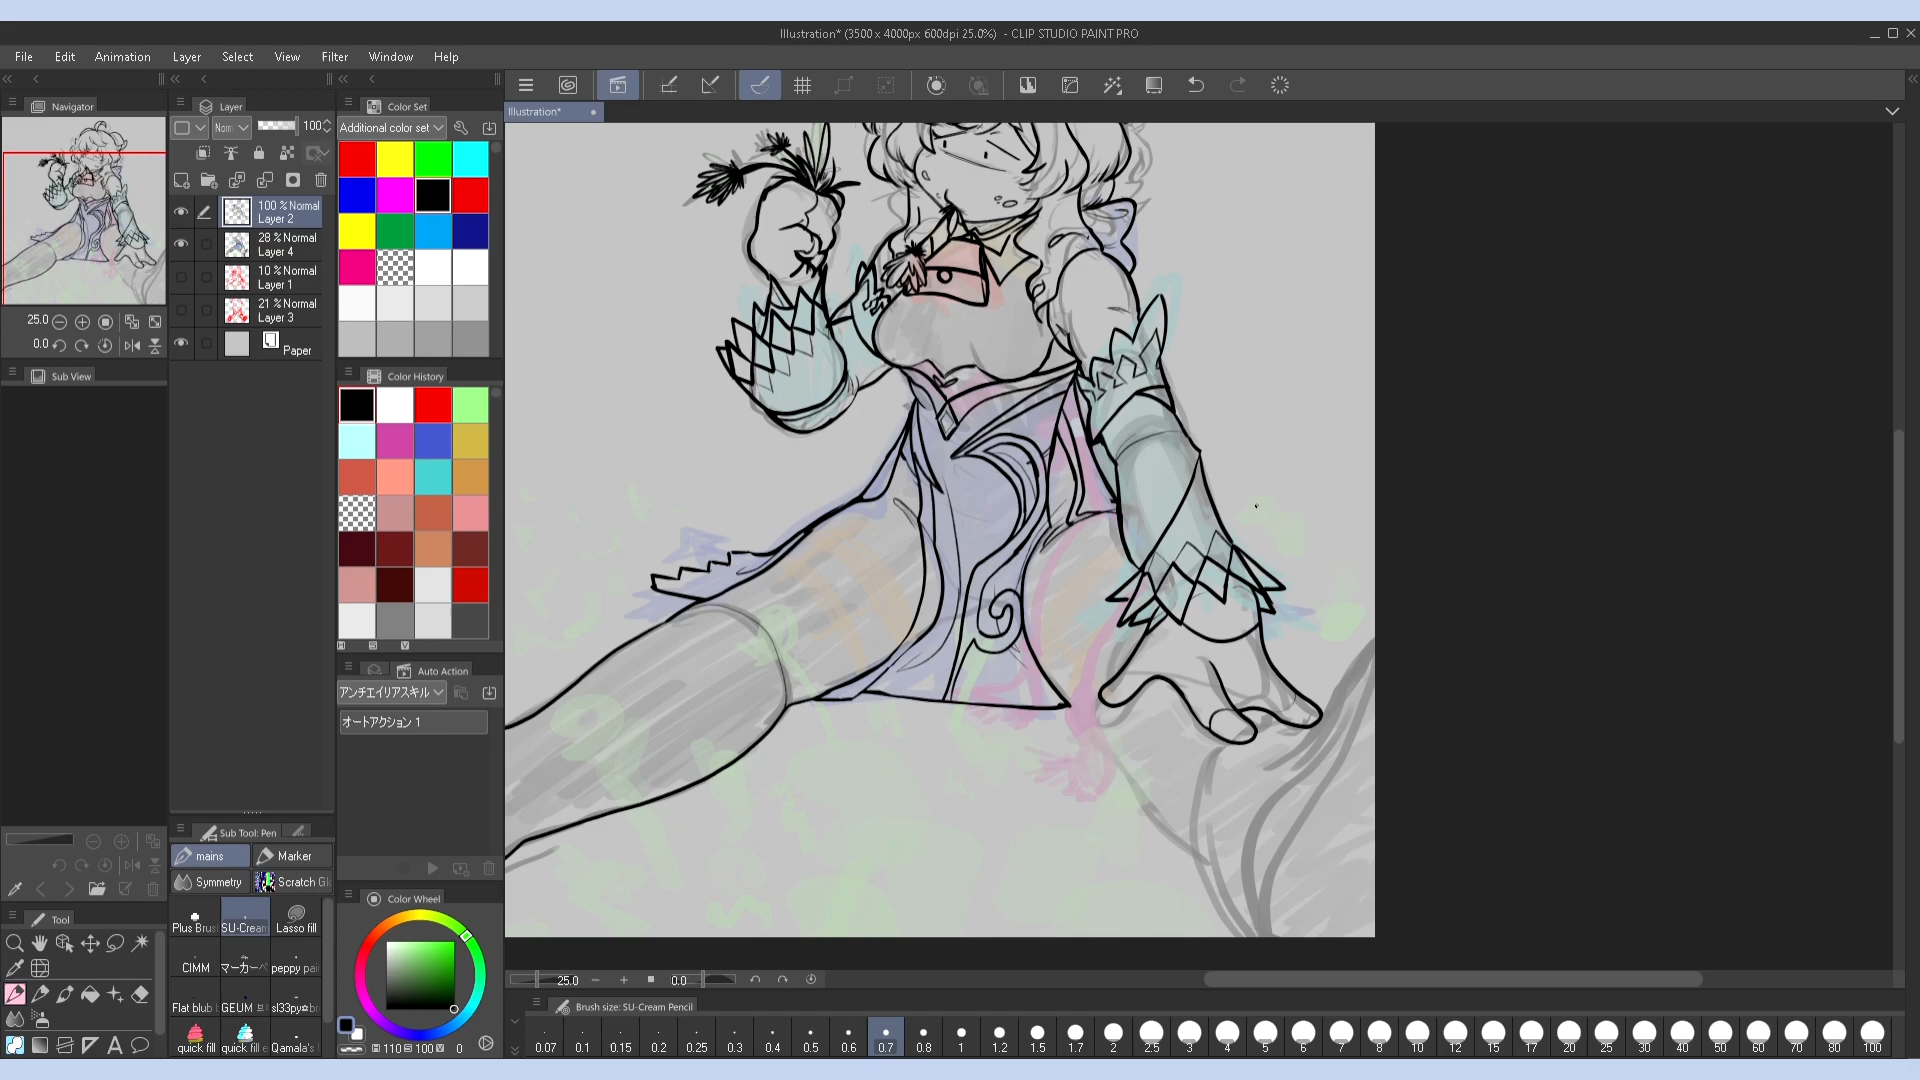 Illustration* (3500 x 4000px 600dpi 25.0%) - CLIP STUDIO PAINT PRO
File Edit Animation Layer Select View Filter Window Help
Navigator
Layer
Color Set
Illustration*
Norm
100
Additional color set
100 % Normal
Layer 2
28 % Normal
Layer 4
10 % Normal
Layer 1
21 % Normal
Layer 3
Paper
25.0
0.0
Sub View
Color History
Auto Action
アンチエイリアスキル
オートアクション 1
Sub Tool: Pen
mains
Marker
Symmetry
Scratch Gl
Plus Brus
SU-Cream
Lasso fill
CIMM
マーカーペ
peppy pai
Flat blub b
GEUM 브
sl33py✿br
quick fill
quick fill e
Qamala's
Tool
Color Wheel
H 110 S 100 V 0
25.0
0.0
Brush size: SU-Cream Pencil
0.07 0.1 0.15 0.2 0.25 0.3 0.4 0.5 0.6 0.7 0.8 1 1.2 1.5 1.7 2 2.5 3 4 5 6 7 8 10 12 15 17 20 25 30 40 50 60 70 80 100